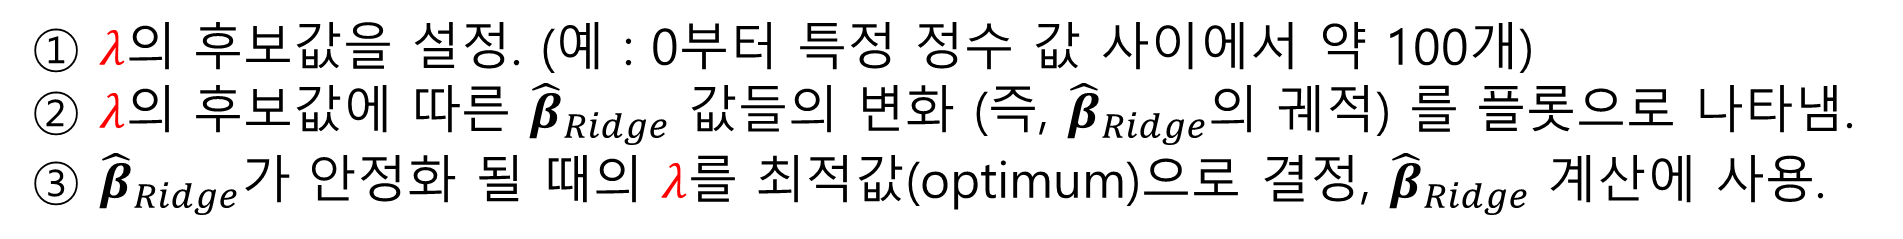 ① λ의 후보값을 설정. (예 : 0부터 특정 정수 값 사이에서 약 100개)
② λ의 후보값에 따른 β̂_Ridge 값들의 변화 (즉, β̂_Ridge의 궤적) 를 플롯으로 나타냄.
③ β̂_Ridge가 안정화 될 때의 λ를 최적값(optimum)으로 결정, β̂_Ridge 계산에 사용.